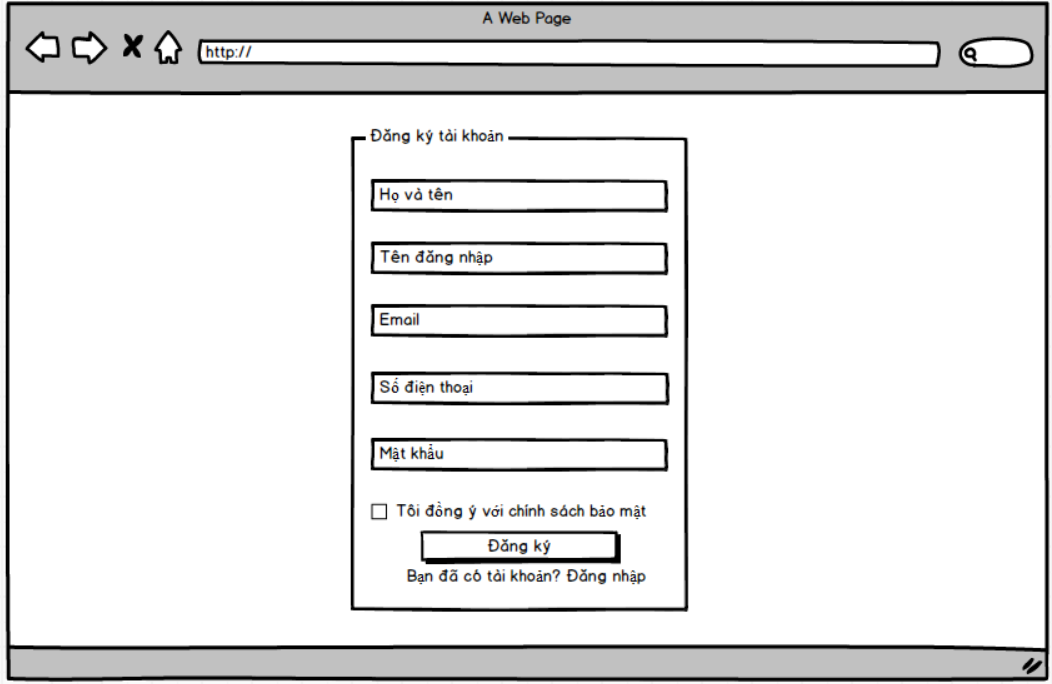 A Web Page
http://
Đăng ký tài khoản
Họ và tên
Tên đăng nhập
Email
Số điện thoại
Mật khẩu
Tôi đồng ý với chính sách bảo mật
Đăng ký
Bạn đã có tài khoản? Đăng nhập